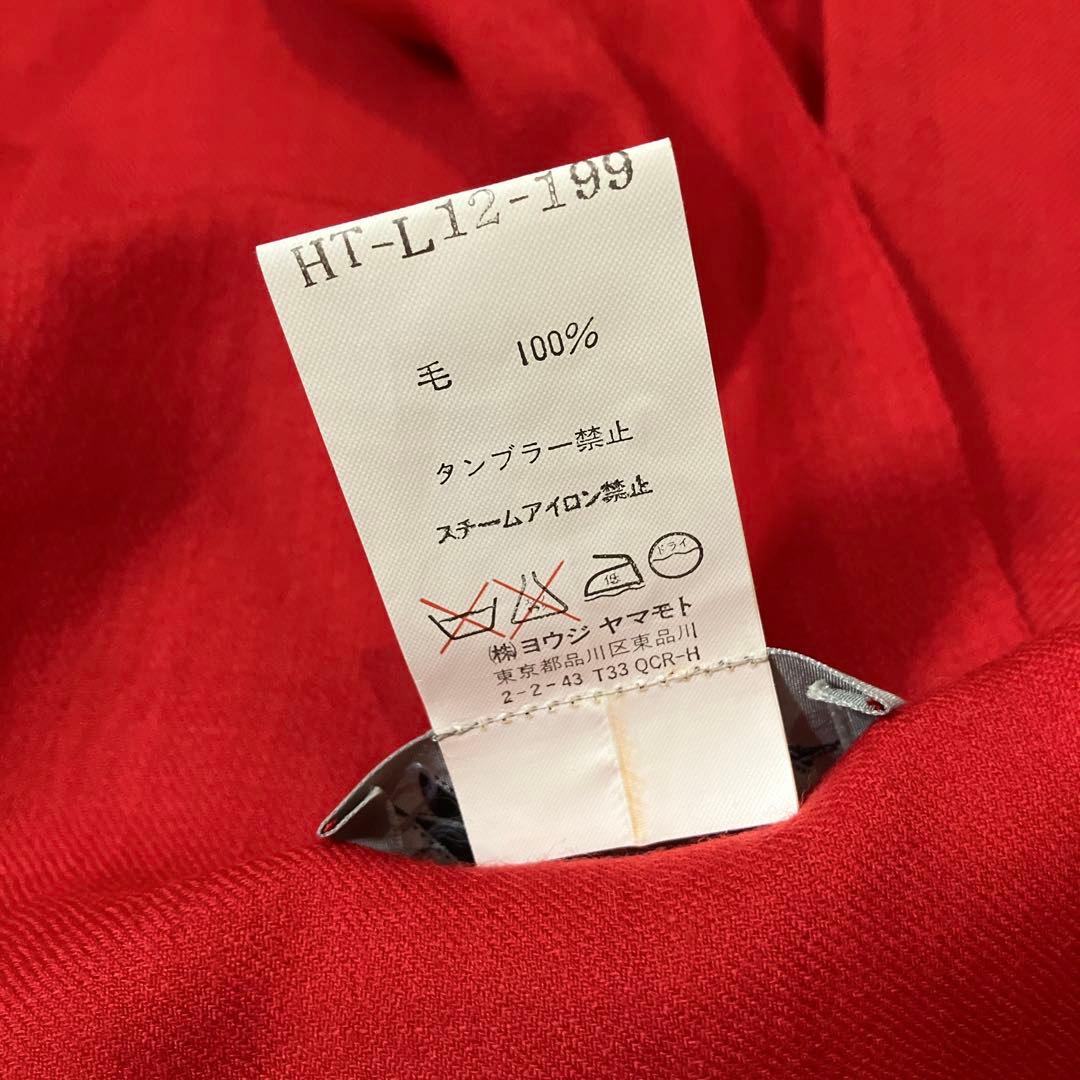 HT-L12-199
毛 100%
タンブラー禁止
スチームアイロン禁止
低 ドライ
㈱ヨウジ ヤマモト
東京都品川区東品川
2-2-43 T33 QCR-H